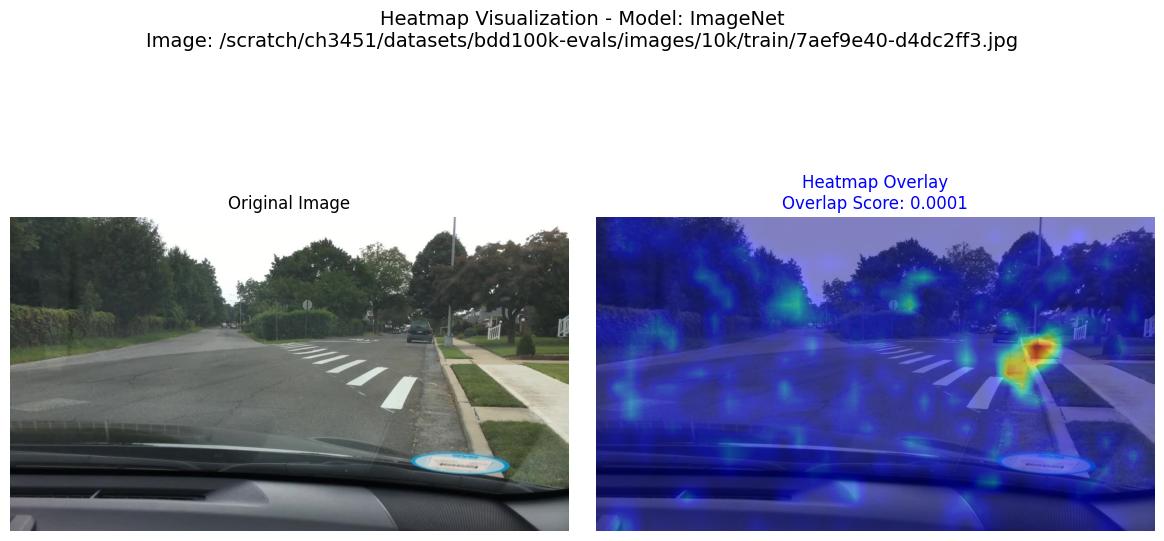 Heatmap Visualization - Model: ImageNet
Image: /scratch/ch3451/datasets/bdd100k-evals/images/10k/train/7aef9e40-d4dc2ff3.jpg
Original Image
Heatmap Overlay
Overlap Score: 0.0001